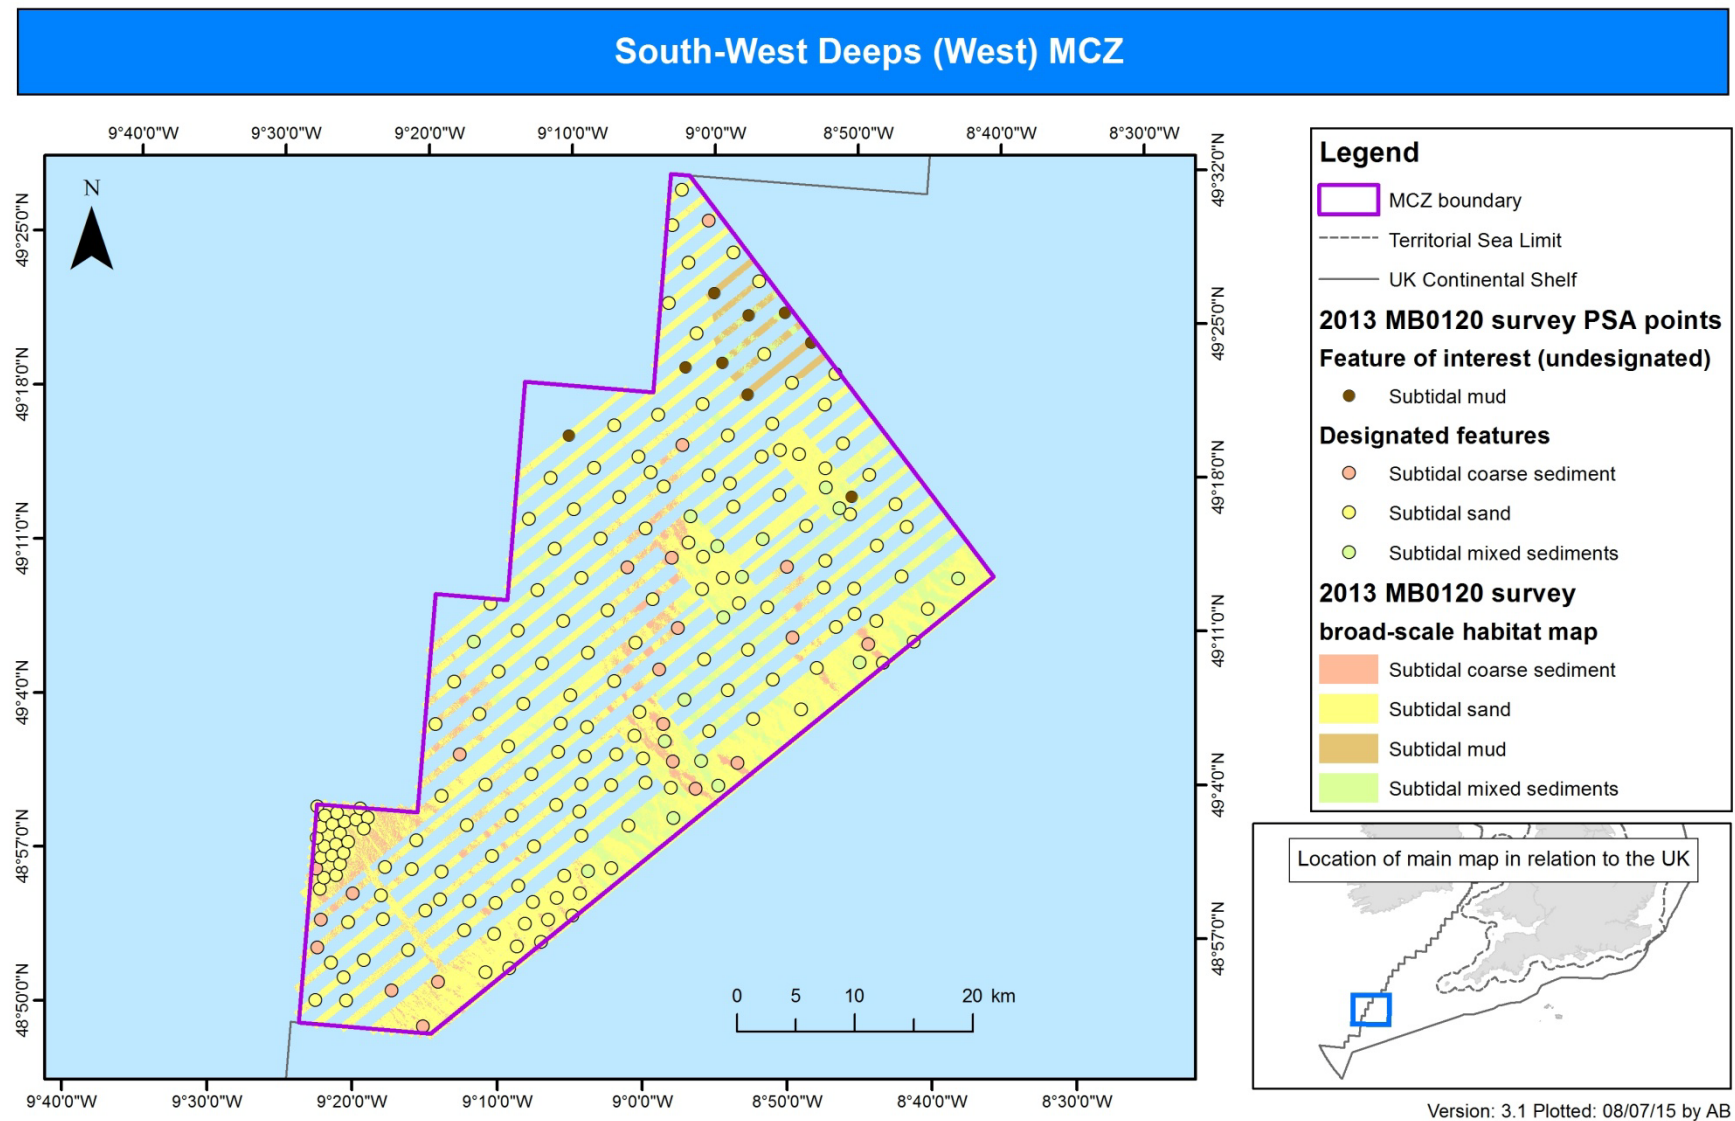 South-West Deeps (West) MCZ
9°40'0"W 9°30'0"W 9°20'0"W 9°10'0"W 9°0'0"W 8°50'0"W 8°40'0"W 8°30'0"W
N
49°25'0"N
49°18'0"N
49°11'0"N
49°4'0"N
48°57'0"N
48°50'0"N
49°32'0"N
49°25'0"N
49°18'0"N
49°11'0"N
49°4'0"N
48°57'0"N
0 5 10 20 km
9°40'0"W 9°30'0"W 9°20'0"W 9°10'0"W 9°0'0"W 8°50'0"W 8°40'0"W 8°30'0"W
Legend
MCZ boundary
Territorial Sea Limit
UK Continental Shelf
2013 MB0120 survey PSA points
Feature of interest (undesignated)
Subtidal mud
Designated features
Subtidal coarse sediment
Subtidal sand
Subtidal mixed sediments
2013 MB0120 survey
broad-scale habitat map
Subtidal coarse sediment
Subtidal sand
Subtidal mud
Subtidal mixed sediments
Location of main map in relation to the UK
Version: 3.1 Plotted: 08/07/15 by AB